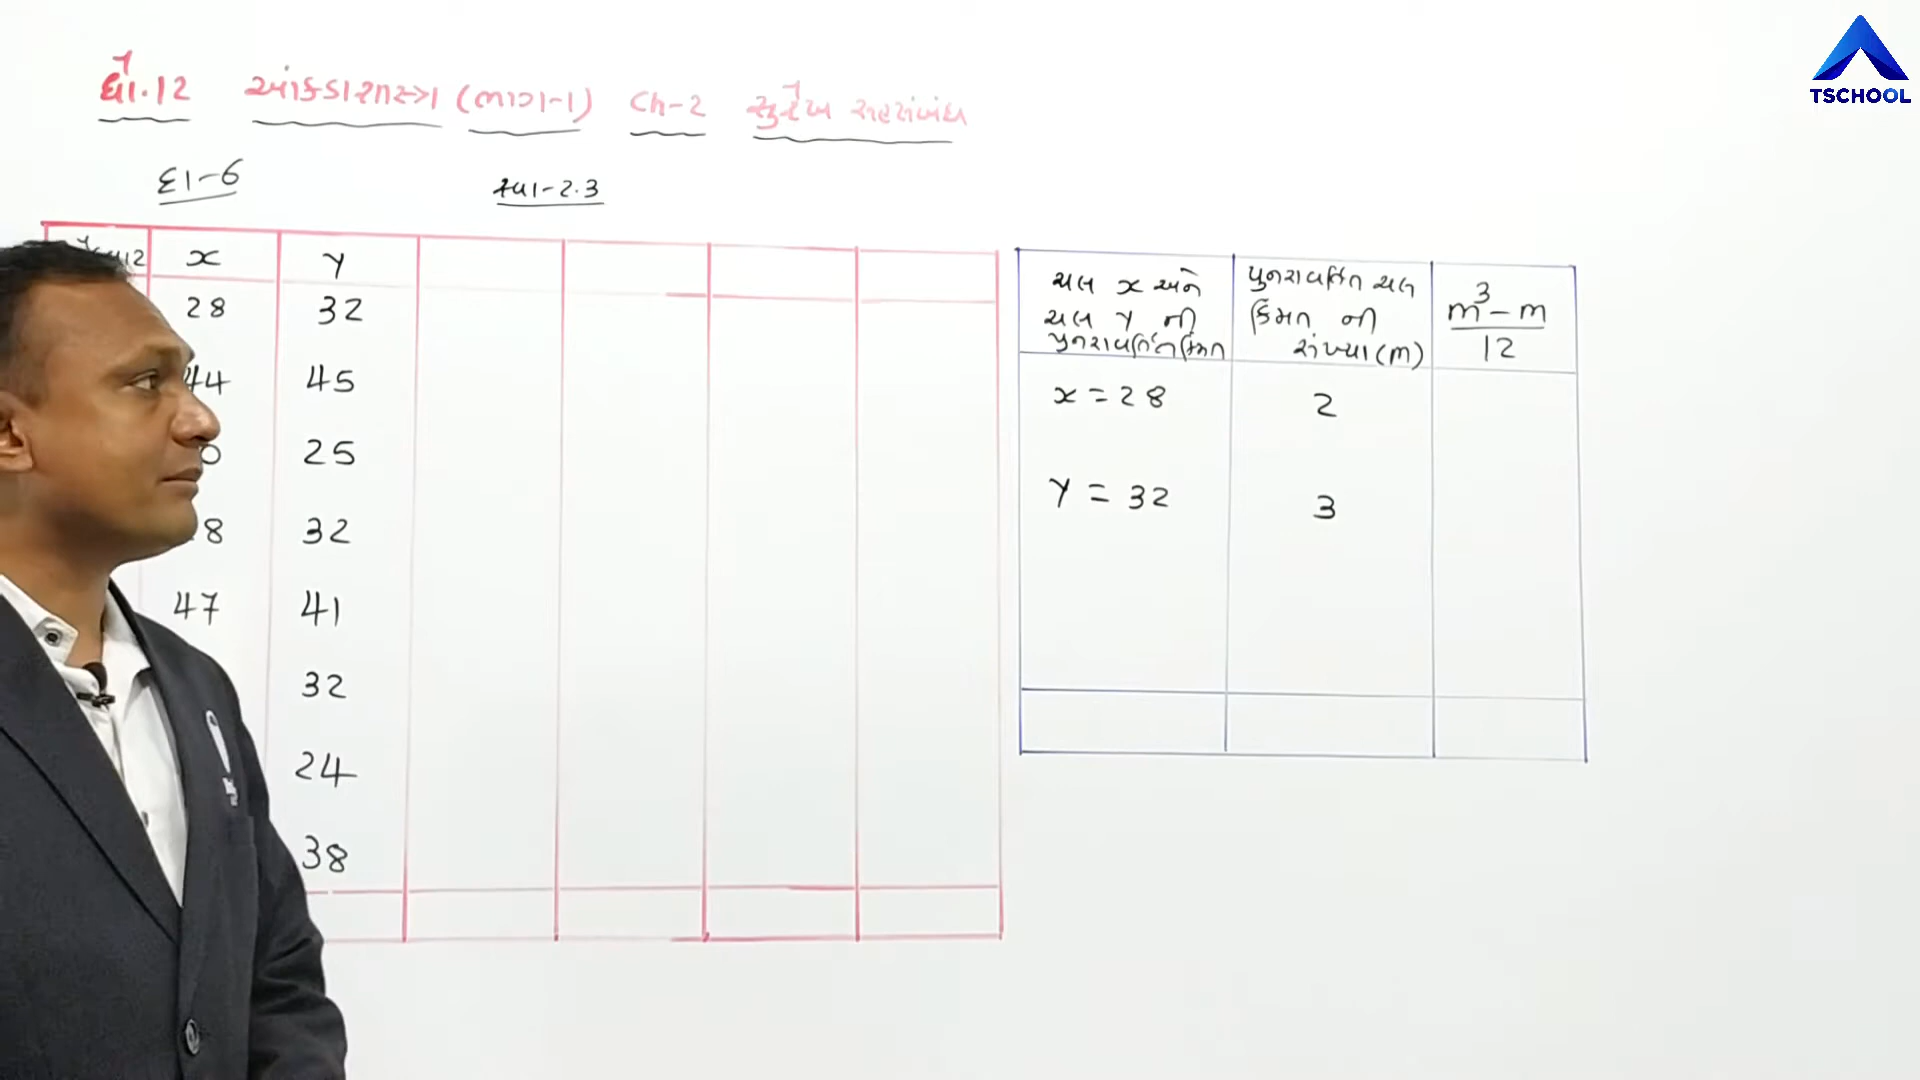 ધો.12 આંકડાશાસ્ત્ર (ભાગ-1) Ch-2 સુરેખ સહસંબંધ
દા-6 સ્વા-2.3
x y
28 32
44 45
25
32
47 41
32
24
38
ચલ x અને
ચલ y ની
પુનરાવર્તિત કિંમત
પુનરાવર્તિત ચલ
કિંમત ની
સંખ્યા (m)
m³ - m
12
x = 28 2
y = 32 3
TSCHOOL